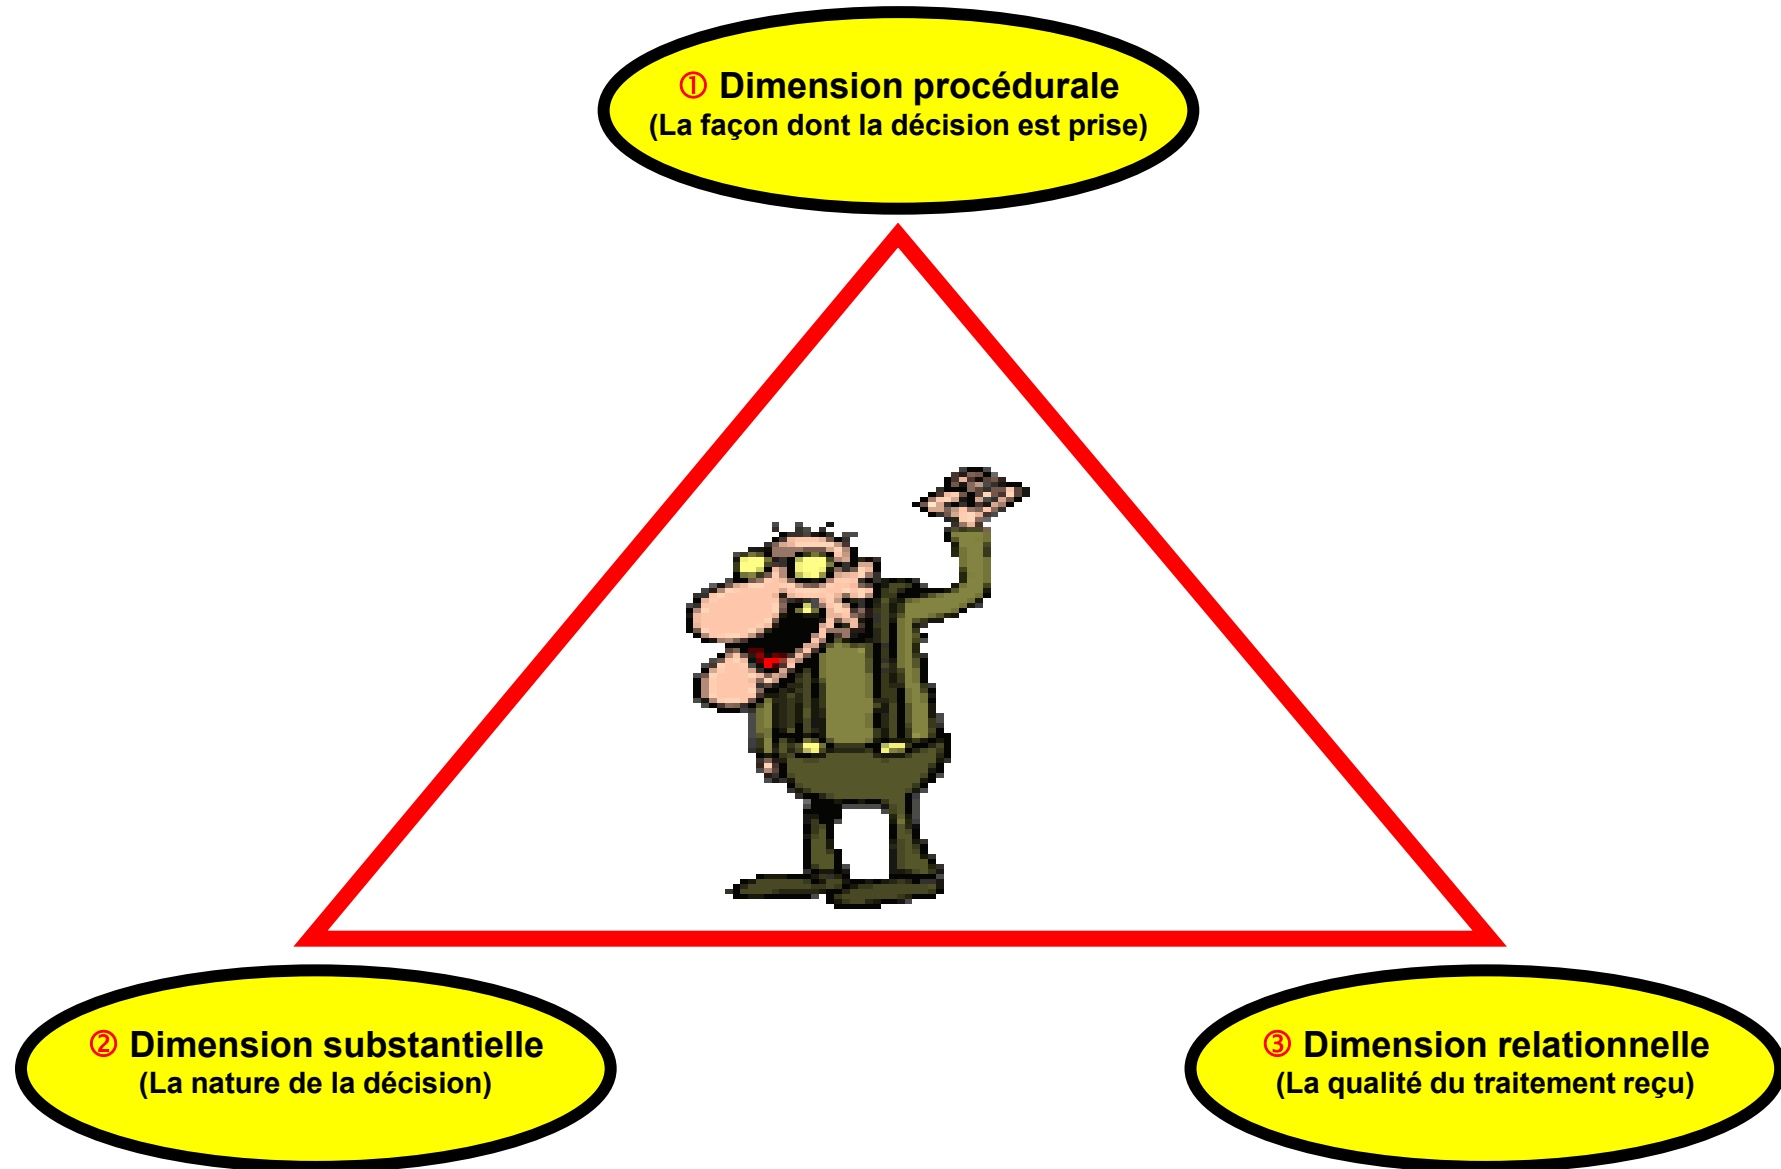 ① Dimension procédurale
(La façon dont la décision est prise)
② Dimension substantielle
(La nature de la décision)
③ Dimension relationnelle
(La qualité du traitement reçu)